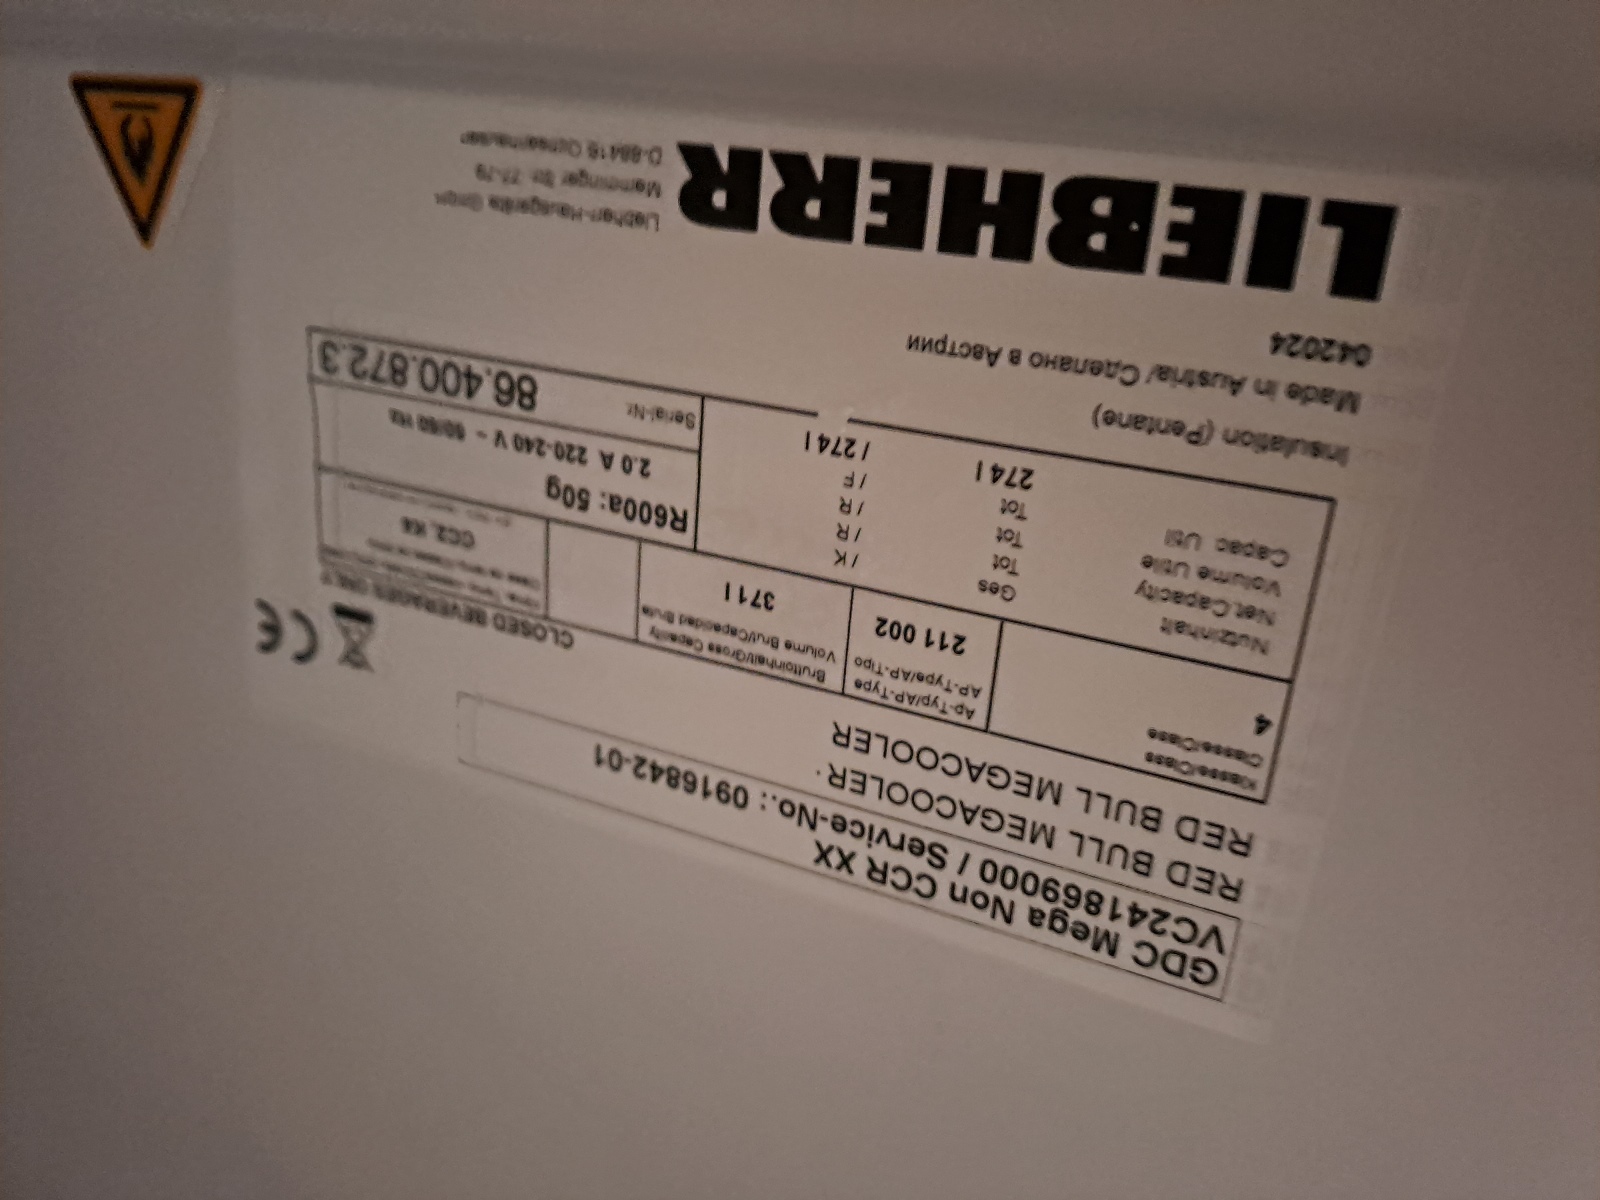 GDC Mega Non CCR XX
VC241869000 / Service-No.: 0916842-01
RED BULL MEGACOOLER
RED BULL MEGACOOLER
CLOSED BEVERAGES ONLY
CE
Klasse/Class
Classe/Clase
4
Ap-Typ/AP-Type
AP-Type/AP-Tipo
211 002
Bruttoinhalt/Gross Capacity
Volume Brut/Capacidad Bruta
371 l
CC2, K6
Nutzinhalt Ges / K
Net.Capacity Tot / R
Volume Utile Tot / R
Capac. Util Tot / F
274 l / 274 l
R600a: 50g
2.0 A 220-240 V ~ 50/60 Hz
Serial-Nr. 86.400.872.3
Insulation (Pentane)
Made in Austria/ Сделано в Австрии
042024
LIEBHERR
Liebherr-Hausgeräte GmbH
Memminger Str. 77-79
D-88416 Ochsenhausen